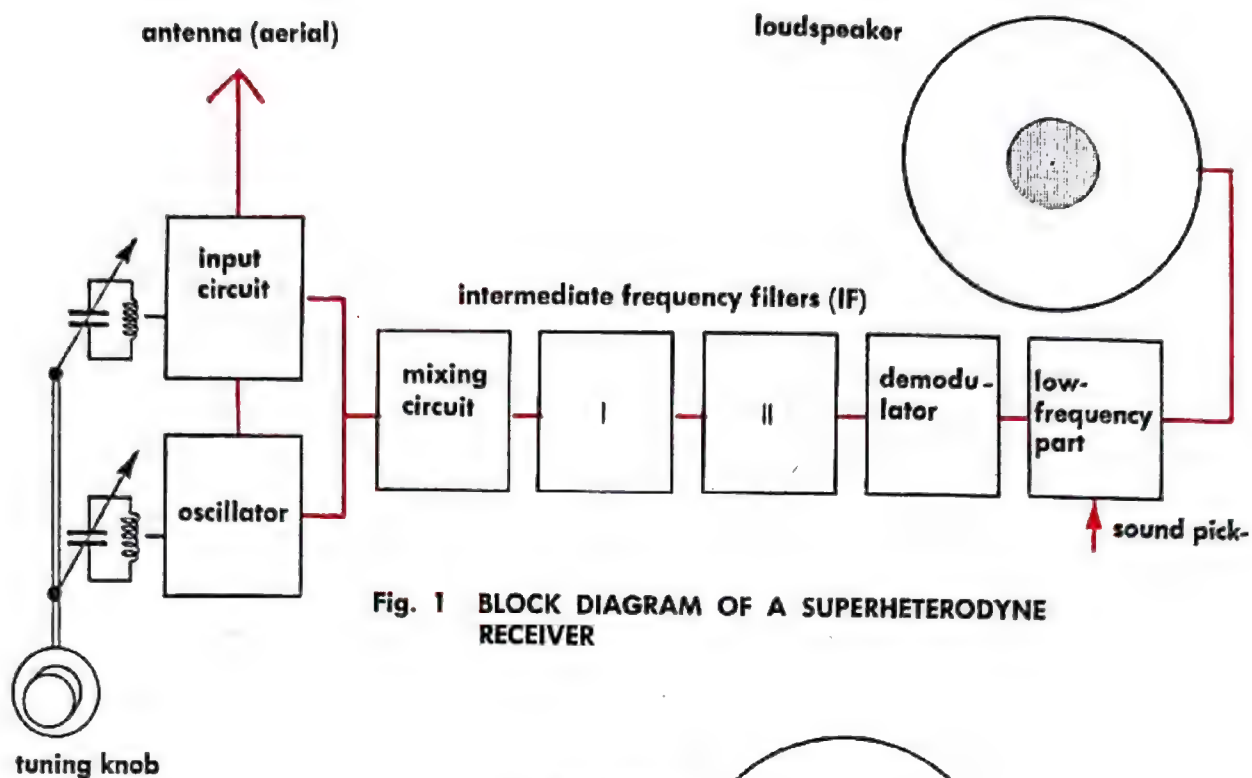 antenna (aerial)
loudspeaker
input
circuit
intermediate frequency filters (IF)
mixing
circuit
I
II
demodu-
lator
low-
frequency
part
oscillator
sound pick-
Fig. 1 BLOCK DIAGRAM OF A SUPERHETERODYNE
RECEIVER
tuning knob